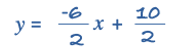 y = -6/2 x + 10/2